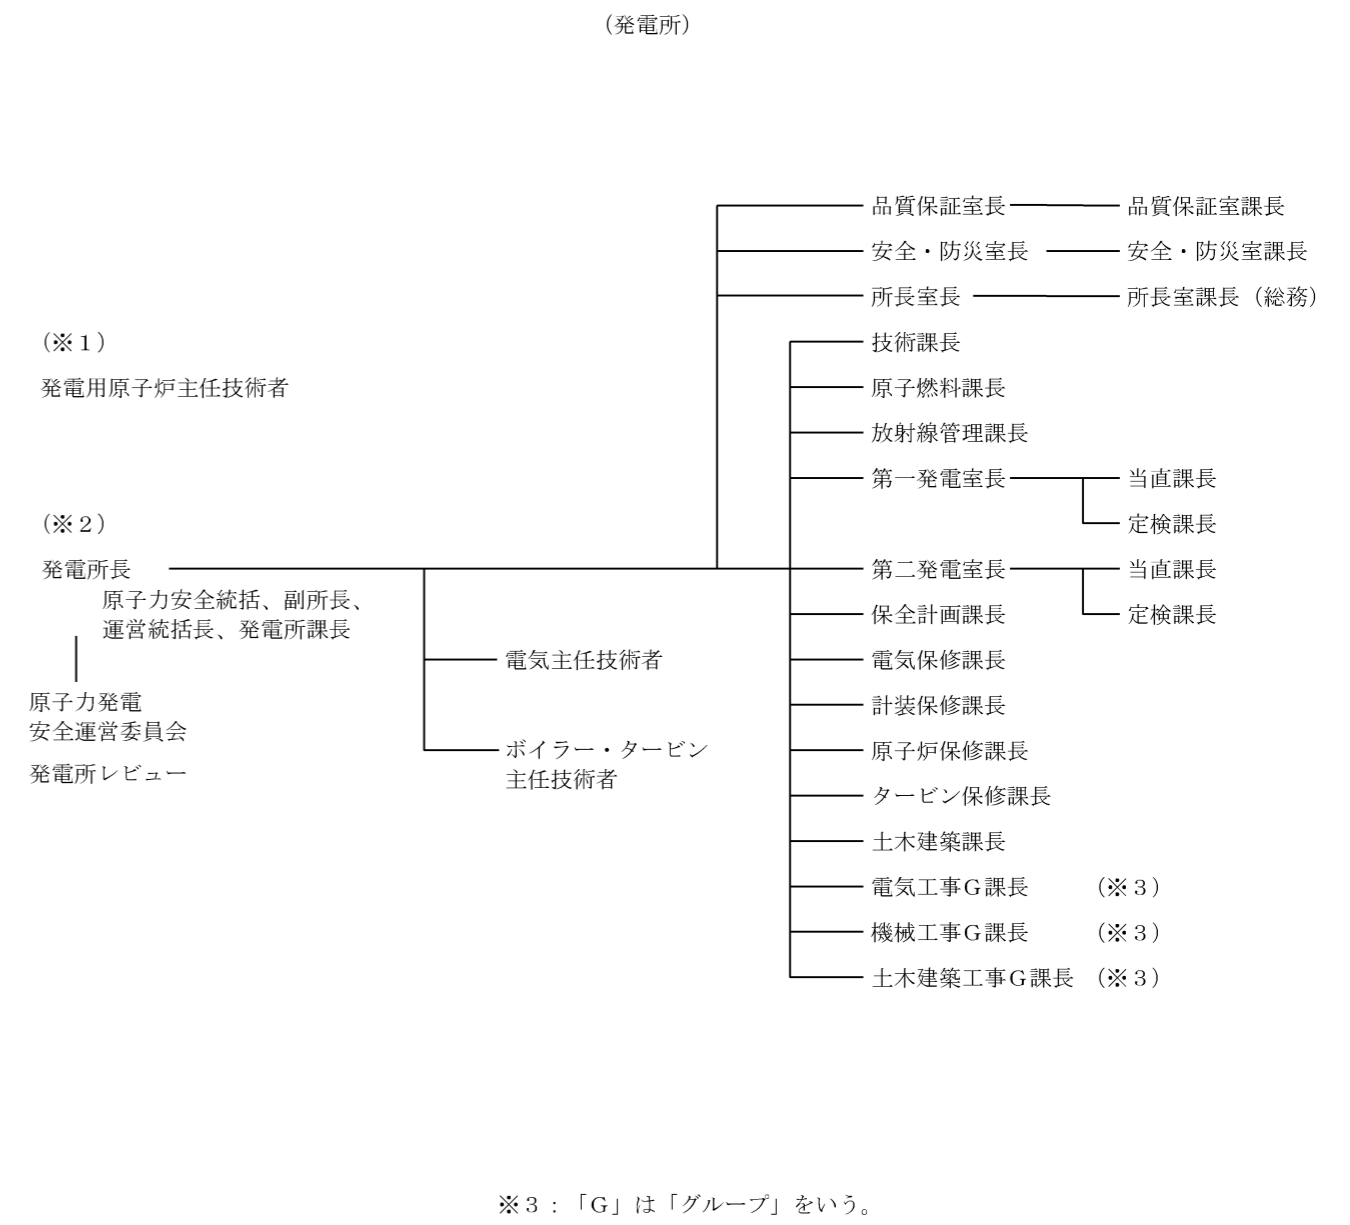 （発電所）
品質保証室長
品質保証室課長
安全・防災室長
安全・防災室課長
所長室長
所長室課長（総務）
（※１）
技術課長
発電用原子炉主任技術者
原子燃料課長
放射線管理課長
第一発電室長
当直課長
（※２）
定検課長
発電所長
第二発電室長
当直課長
原子力安全統括、副所長、
運営統括長、発電所課長
保全計画課長
定検課長
電気主任技術者
電気保修課長
原子力発電
安全運営委員会
計装保修課長
ボイラー・タービン
主任技術者
原子炉保修課長
発電所レビュー
タービン保修課長
土木建築課長
電気工事Ｇ課長 （※３）
機械工事Ｇ課長 （※３）
土木建築工事Ｇ課長 （※３）
※３：「Ｇ」は「グループ」をいう。